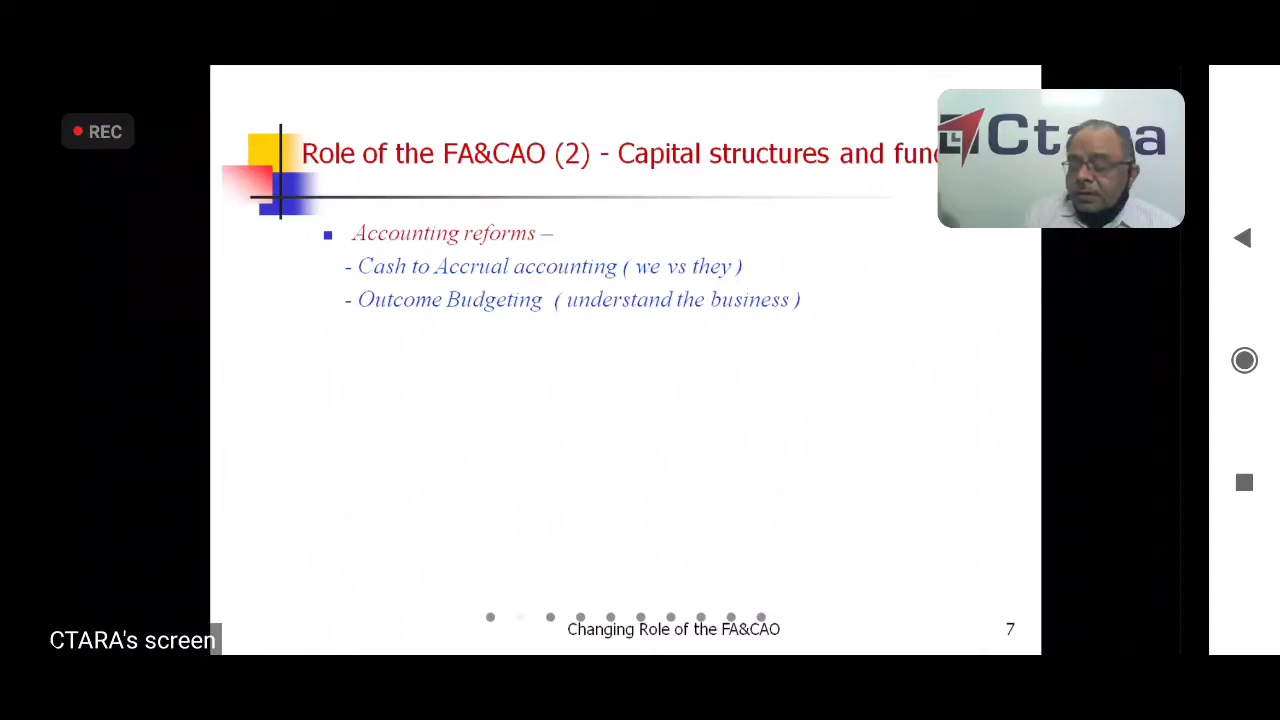 REC
Role of the FA&CAO (2) - Capital structures and
Ctara
Accounting reforms –
- Cash to Accrual accounting ( we vs they )
- Outcome Budgeting ( understand the business )
Changing Role of the FA&CAO
7
CTARA's screen